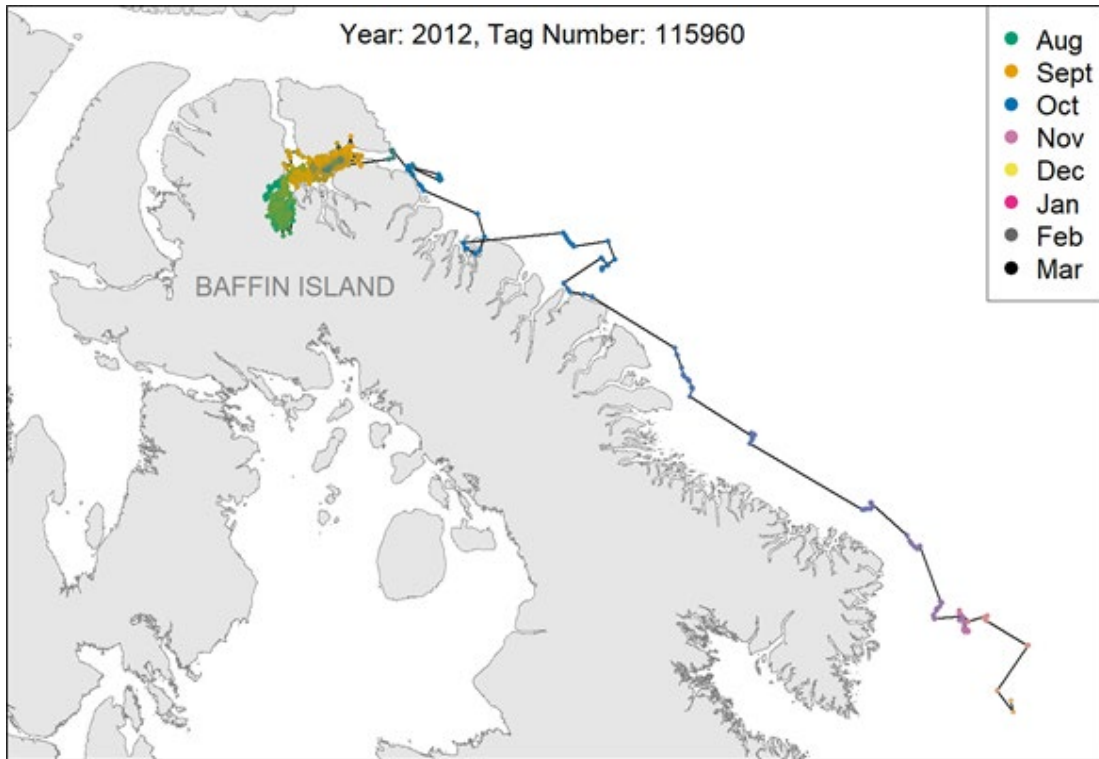 Year: 2012, Tag Number: 115960
Aug
Sept
Oct
Nov
Dec
Jan
Feb
Mar
BAFFIN ISLAND